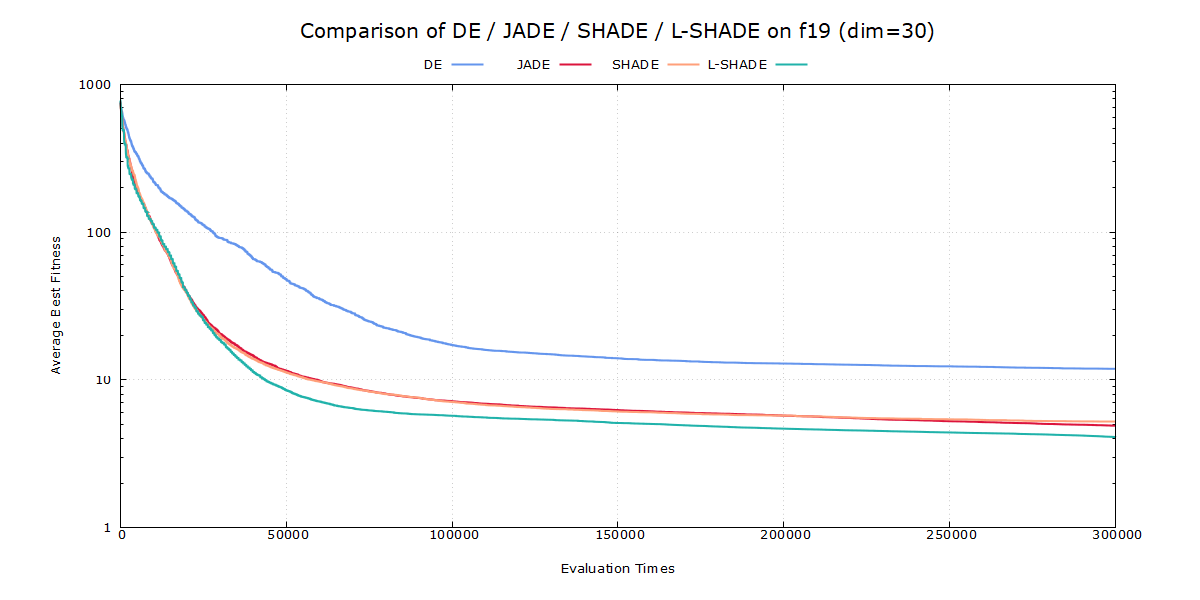 Comparison of DE / JADE / SHADE / L-SHADE on f19 (dim=30)
DE JADE SHADE L-SHADE
1000
100
10
1
Average Best Fitness
0 50000 100000 150000 200000 250000 300000
Evaluation Times